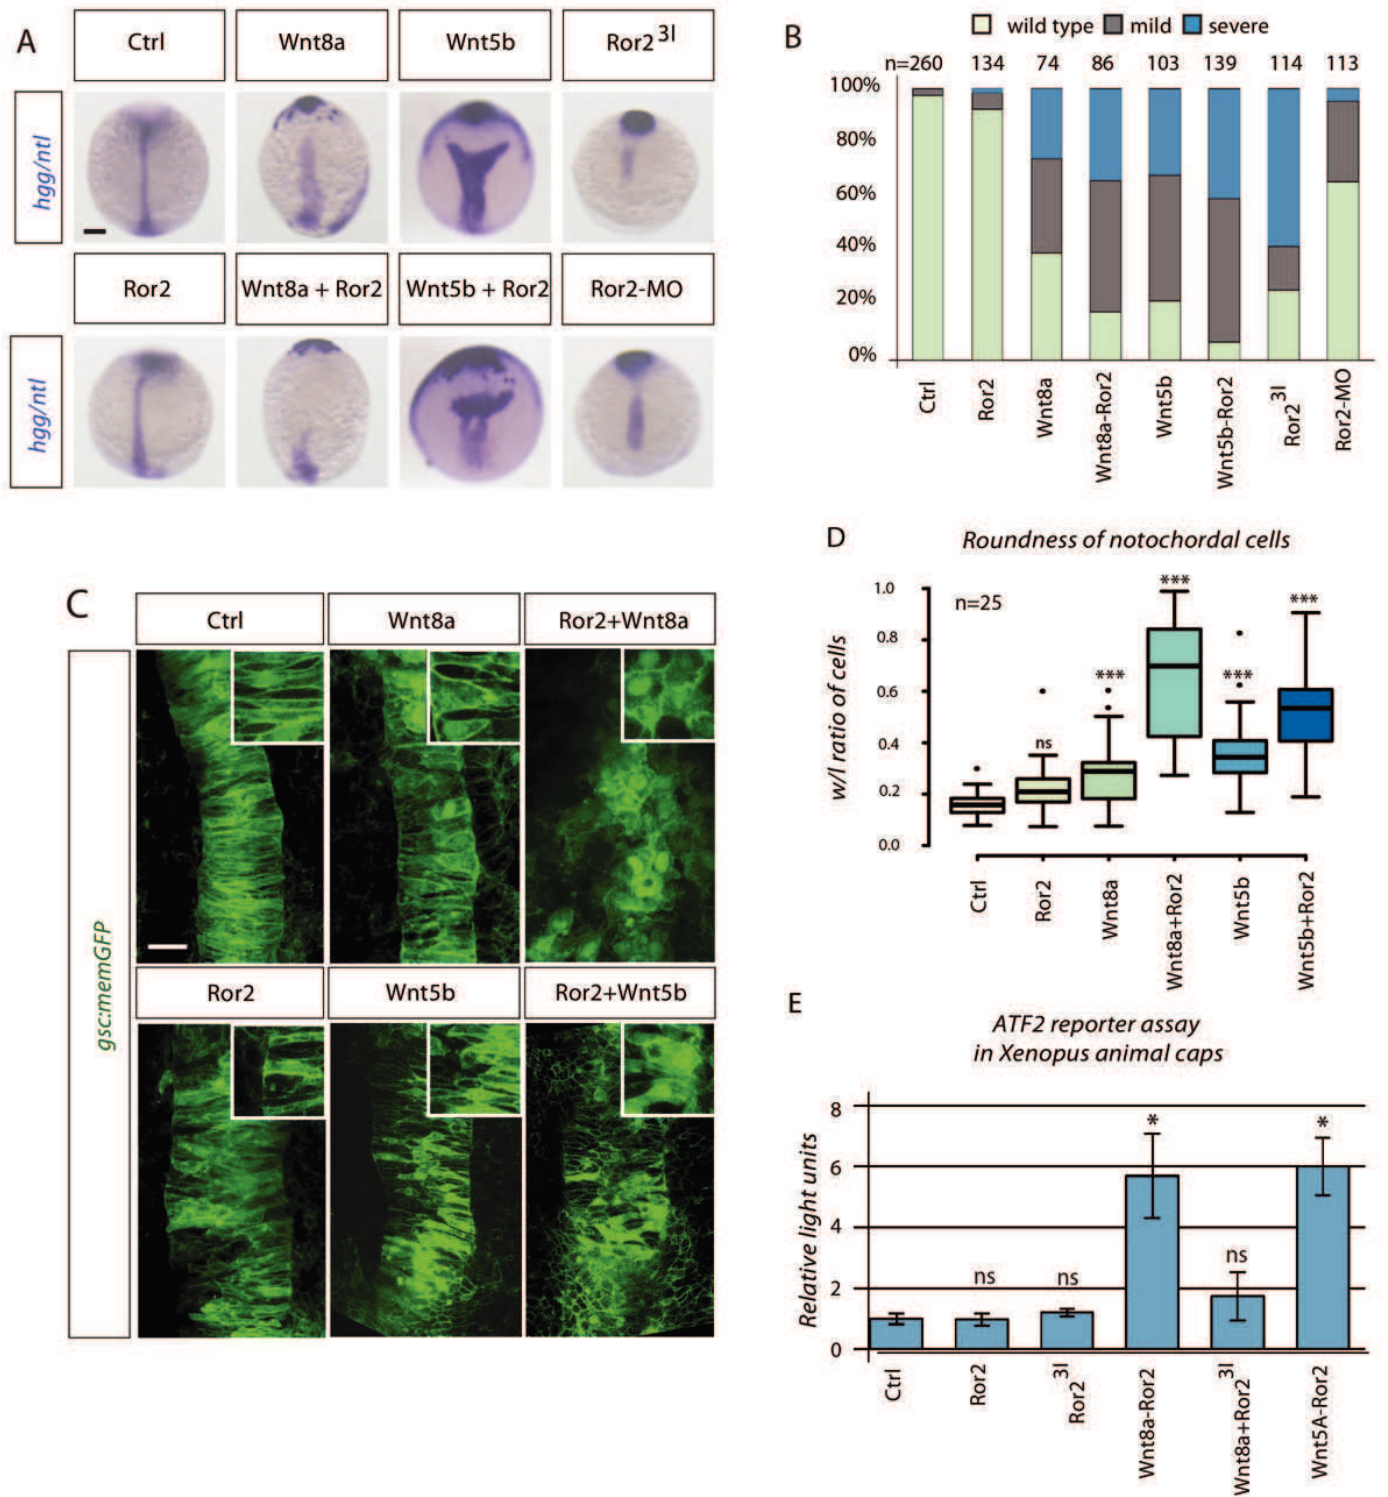 A
Ctrl
Wnt8a
Wnt5b
Ror2 3l
hgg/ntl
Ror2
Wnt8a + Ror2
Wnt5b + Ror2
Ror2-MO
hgg/ntl
B
wild type
mild
severe
n=260 134 74 86 103 139 114 113
100%
80%
60%
40%
20%
0%
Ctrl
Ror2
Wnt8a
Wnt8a-Ror2
Wnt5b
Wnt5b-Ror2
Ror2 3l
Ror2-MO
C
Ctrl
Wnt8a
Ror2+Wnt8a
gsc:memGFP
Ror2
Wnt5b
Ror2+Wnt5b
D
Roundness of notochordal cells
n=25
w/l ratio of cells
1.0
0.8
0.6
0.4
0.2
0.0
ns
***
***
***
***
Ctrl
Ror2
Wnt8a
Wnt8a+Ror2
Wnt5b
Wnt5b+Ror2
E
ATF2 reporter assay
in Xenopus animal caps
Relative light units
8
6
4
2
0
ns
ns
*
ns
*
Ctrl
Ror2
3l Ror2
Wnt8a-Ror2
3l Wnt8a+Ror2
Wnt5A-Ror2